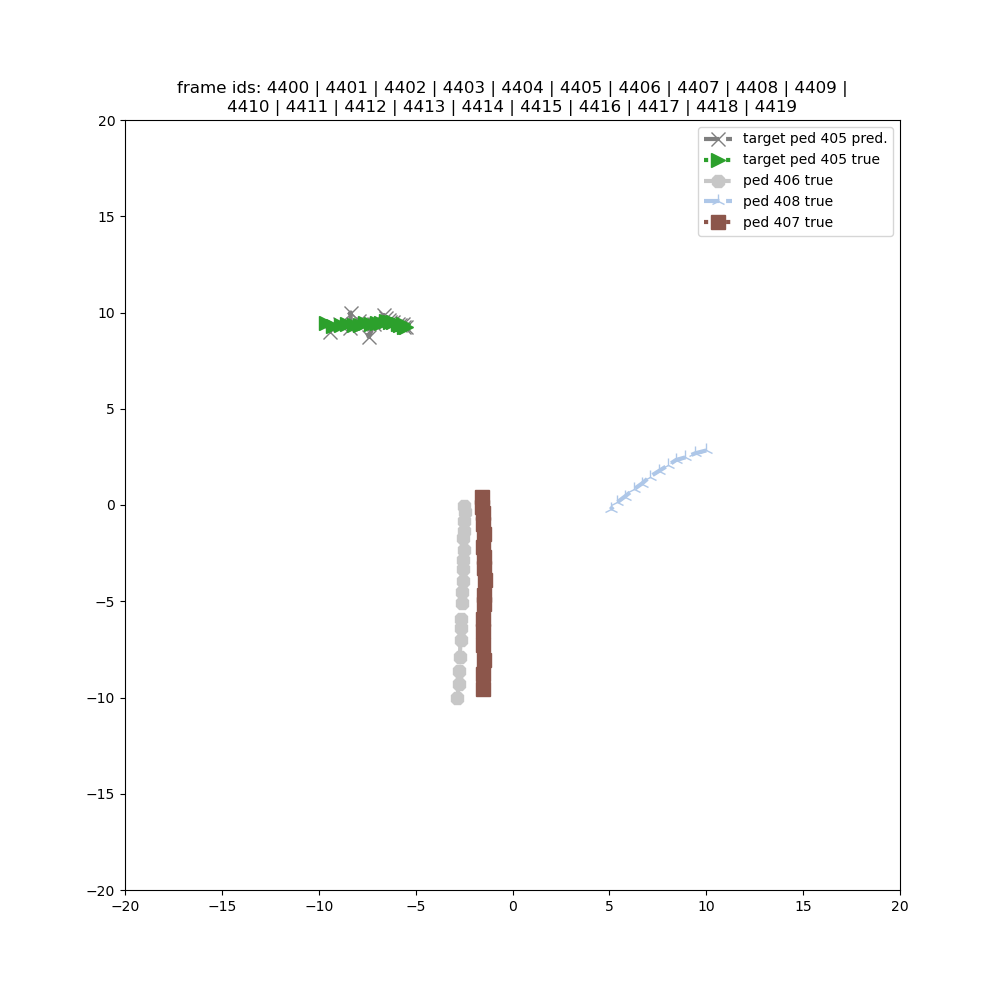 frame ids: 4400 | 4401 | 4402 | 4403 | 4404 | 4405 | 4406 | 4407 | 4408 | 4409 |
4410 | 4411 | 4412 | 4413 | 4414 | 4415 | 4416 | 4417 | 4418 | 4419
target ped 405 pred.
target ped 405 true
ped 406 true
ped 408 true
ped 407 true
20
15
10
5
0
−5
−10
−15
−20
−20 −15 −10 −5 0 5 10 15 20